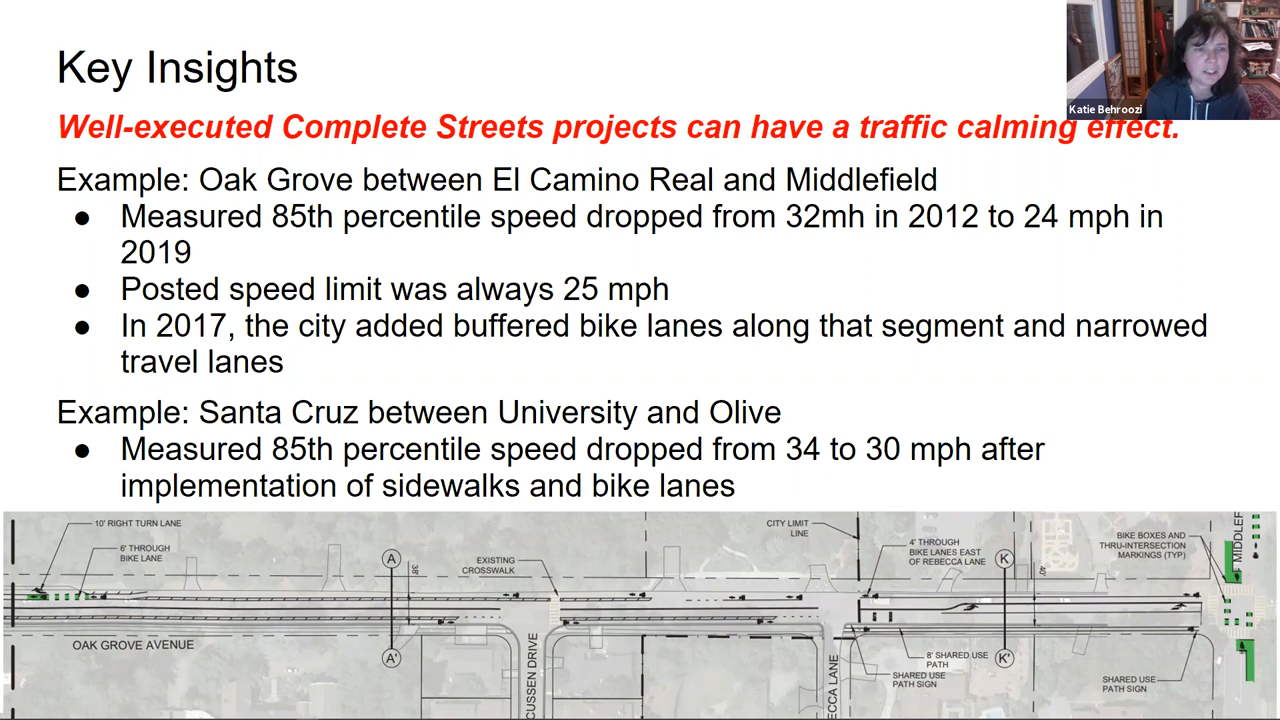 Key Insights
Katie Behroozi
Well-executed Complete Streets projects can have a traffic calming effect.
Example: Oak Grove between El Camino Real and Middlefield
● Measured 85th percentile speed dropped from 32mh in 2012 to 24 mph in
2019
● Posted speed limit was always 25 mph
● In 2017, the city added buffered bike lanes along that segment and narrowed
travel lanes
Example: Santa Cruz between University and Olive
● Measured 85th percentile speed dropped from 34 to 30 mph after
implementation of sidewalks and bike lanes
10' RIGHT TURN LANE
6' THROUGH
BIKE LANE
A
38'
EXISTING
CROSSWALK
CITY LIMIT
LINE
4' THROUGH
BIKE LANES EAST
OF REBECCA LANE
K
40'
BIKE BOXES AND
THRU-INTERSECTION
MARKINGS (TYP)
MIDDLEF
OAK GROVE AVENUE
A'
CUSSEN DRIVE
ECCA LANE
8' SHARED USE
PATH
SHARED USE
PATH SIGN
K'
SHARED USE
PATH SIGN